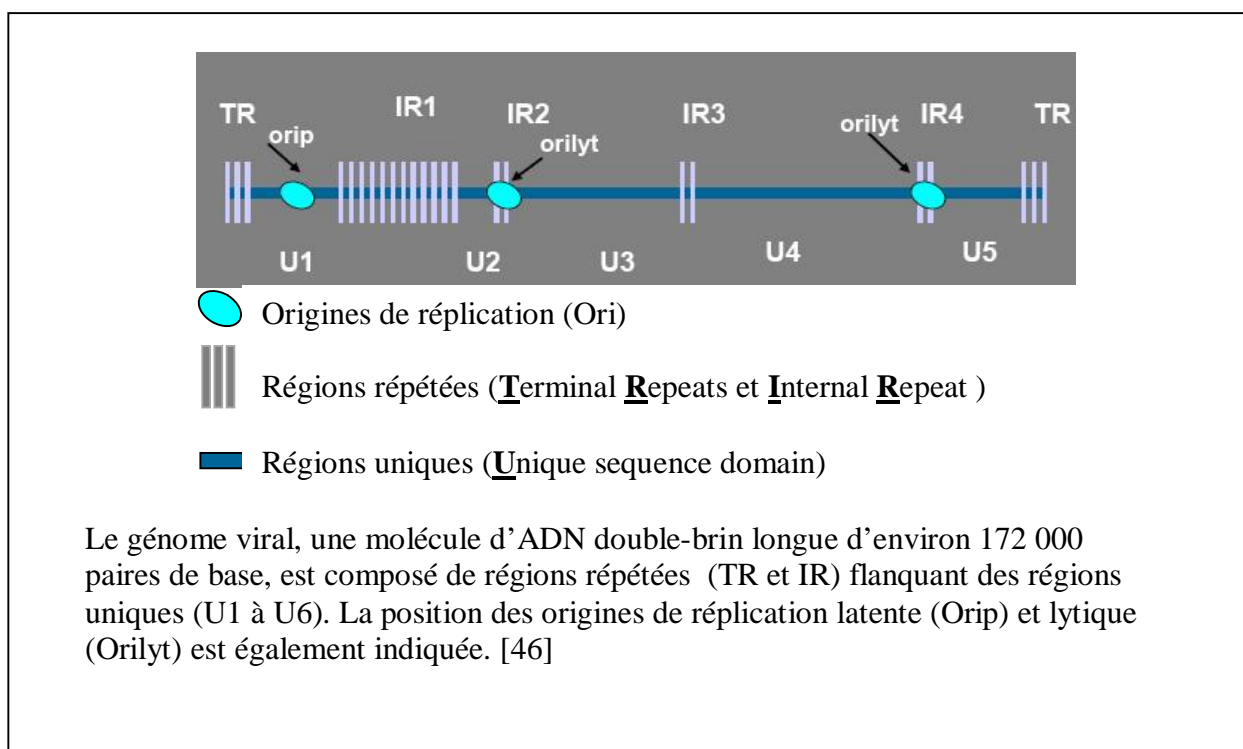 TR IR1 IR2 IR3 IR4 TR
orip orilyt orilyt
U1 U2 U3 U4 U5
Origines de réplication (Ori)
Régions répétées (Terminal Repeats et Internal Repeat )
Régions uniques (Unique sequence domain)
Le génome viral, une molécule d’ADN double-brin longue d’environ 172 000
paires de base, est composé de régions répétées (TR et IR) flanquant des régions
uniques (U1 à U6). La position des origines de réplication latente (Orip) et lytique
(Orilyt) est également indiquée. [46]